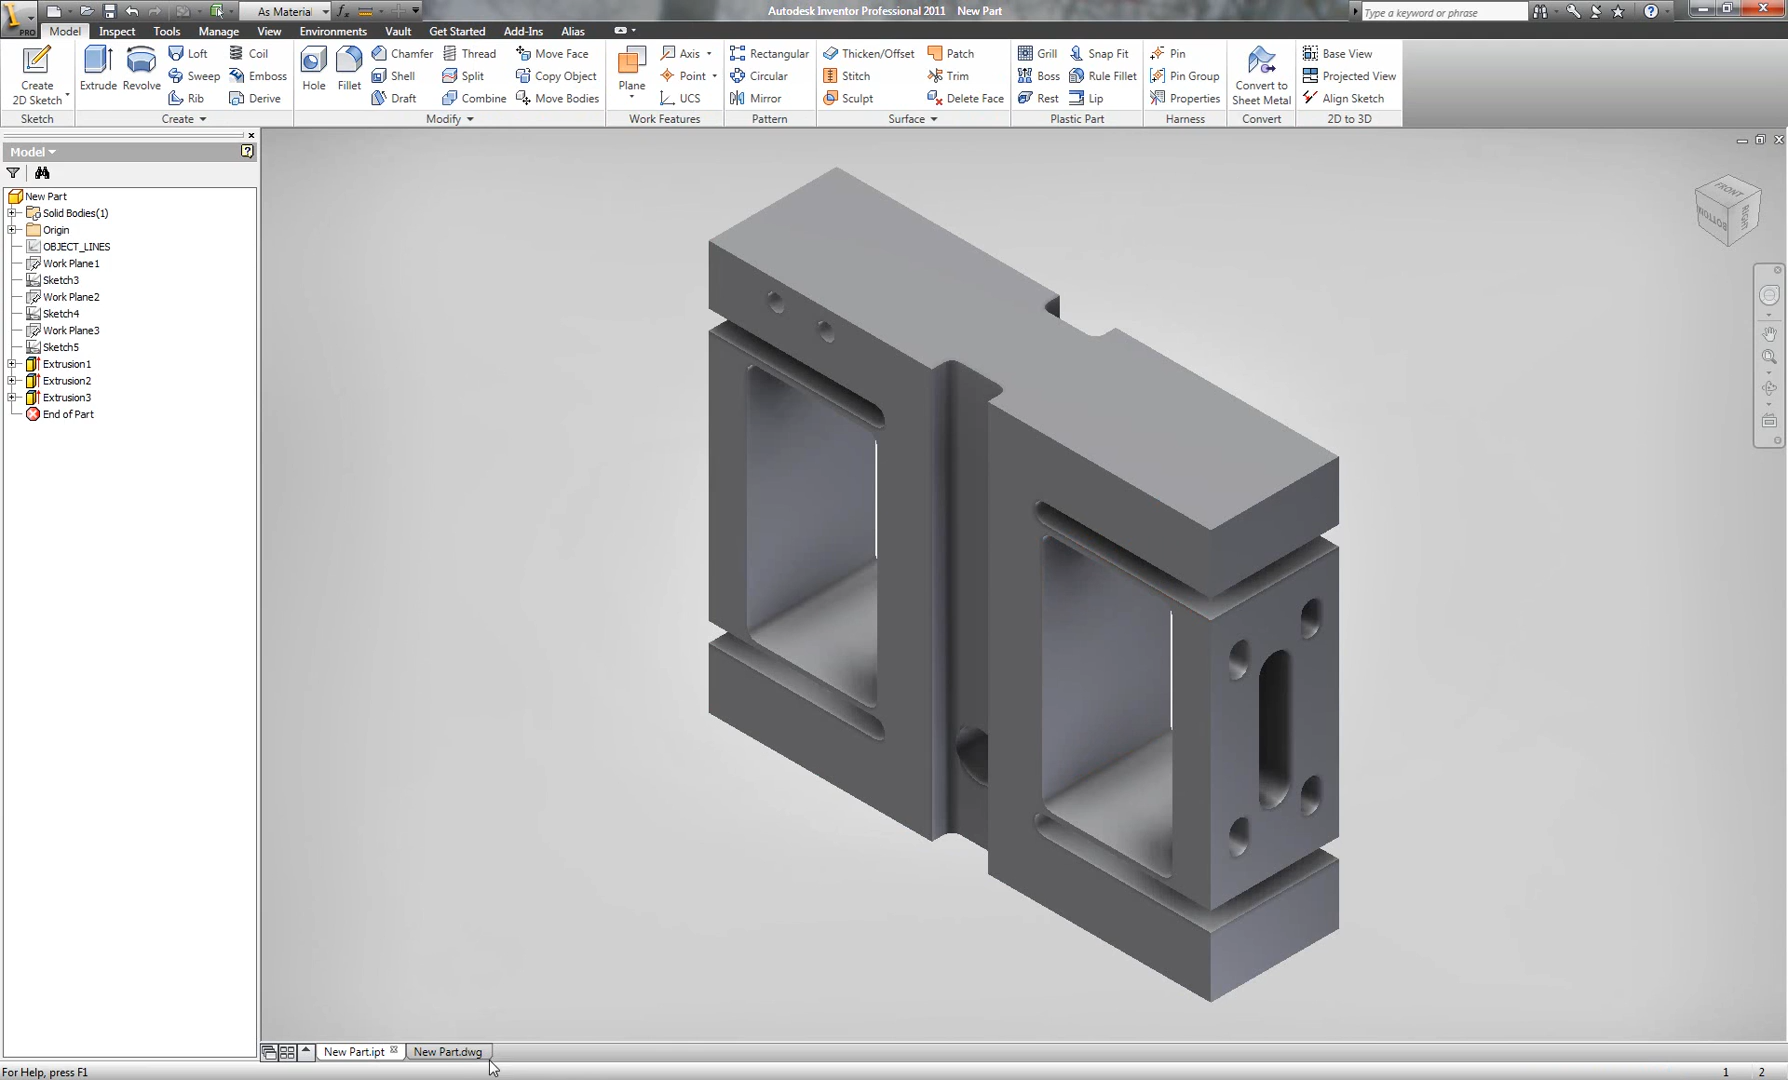 PRO
As Material
Autodesk Inventor Professional 2011 New Part
Type a keyword or phrase
Model Inspect Tools Manage View Environments Vault Get Started Add-Ins Alias
Create
2D Sketch
Sketch
Extrude
Revolve
Loft
Sweep
Rib
Coil
Emboss
Derive
Create
Hole
Fillet
Chamfer
Shell
Draft
Thread
Split
Combine
Move Face
Copy Object
Move Bodies
Modify
Plane
Axis
Point
UCS
Work Features
Rectangular
Circular
Mirror
Pattern
Thicken/Offset
Stitch
Sculpt
Patch
Trim
Delete Face
Surface
Grill
Boss
Rest
Snap Fit
Rule Fillet
Lip
Plastic Part
Pin
Pin Group
Properties
Harness
Convert to
Sheet Metal
Convert
Base View
Projected View
Align Sketch
2D to 3D
Model
New Part
Solid Bodies(1)
Origin
OBJECT_LINES
Work Plane1
Sketch3
Work Plane2
Sketch4
Work Plane3
Sketch5
Extrusion1
Extrusion2
Extrusion3
End of Part
FRONT
BOTTOM
RIGHT
New Part.ipt
New Part.dwg
For Help, press F1
1 2